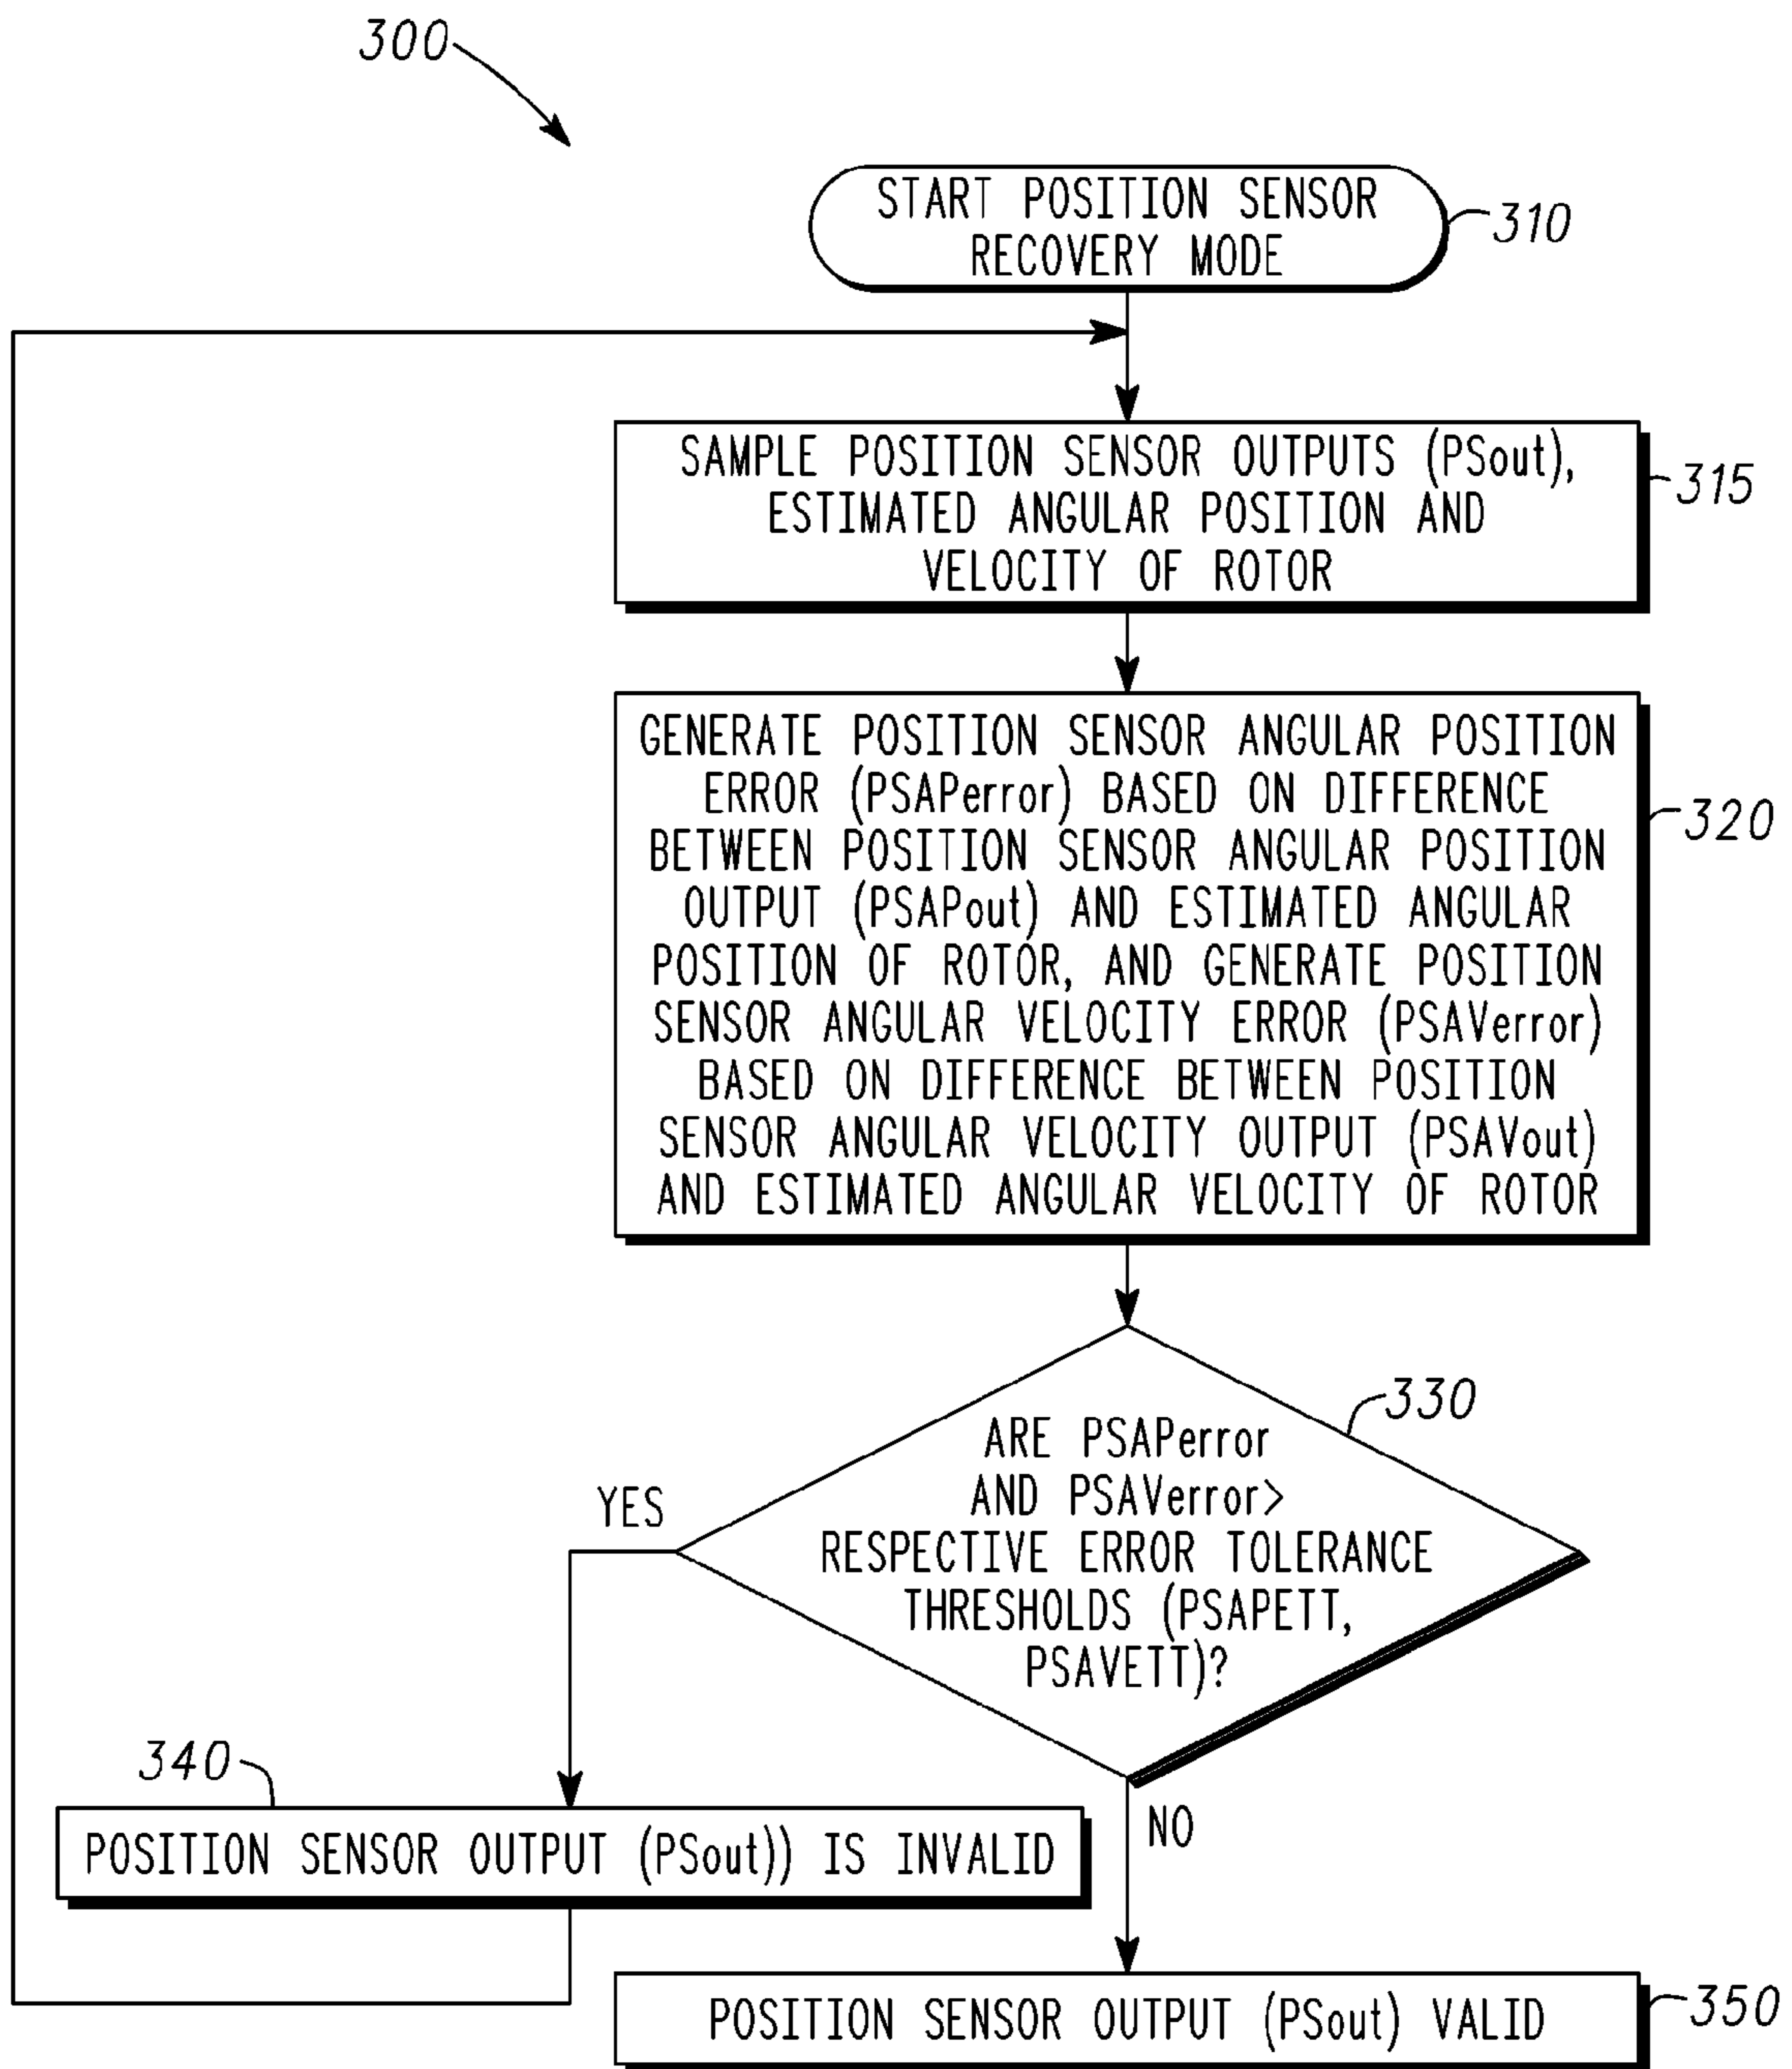 300
START POSITION SENSOR
RECOVERY MODE
310
SAMPLE POSITION SENSOR OUTPUTS (PSout),
ESTIMATED ANGULAR POSITION AND
VELOCITY OF ROTOR
315
GENERATE POSITION SENSOR ANGULAR POSITION
ERROR (PSAPerror) BASED ON DIFFERENCE
BETWEEN POSITION SENSOR ANGULAR POSITION
OUTPUT (PSAPout) AND ESTIMATED ANGULAR
POSITION OF ROTOR, AND GENERATE POSITION
SENSOR ANGULAR VELOCITY ERROR (PSAVerror)
BASED ON DIFFERENCE BETWEEN POSITION
SENSOR ANGULAR VELOCITY OUTPUT (PSAVout)
AND ESTIMATED ANGULAR VELOCITY OF ROTOR
320
ARE PSAPerror
AND PSAVerror>
RESPECTIVE ERROR TOLERANCE
THRESHOLDS (PSAPETT,
PSAVETT)?
330
YES
340
POSITION SENSOR OUTPUT (PSout)) IS INVALID
NO
POSITION SENSOR OUTPUT (PSout) VALID
350